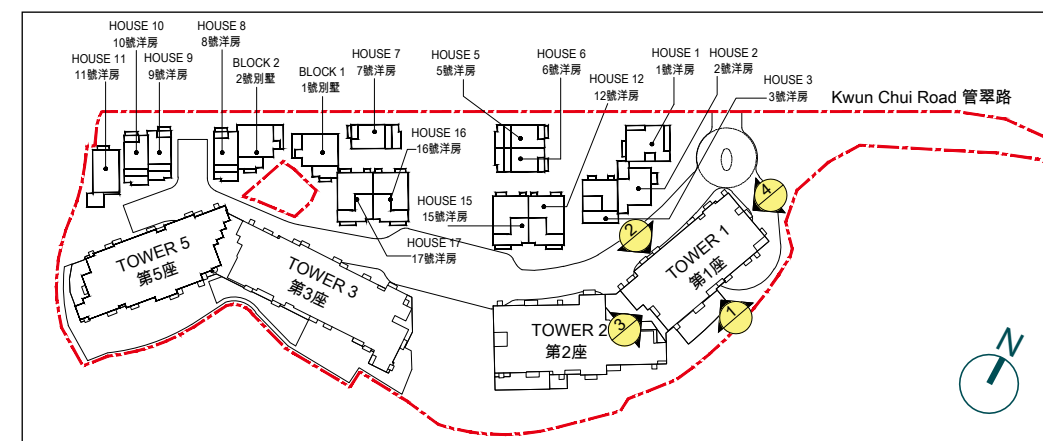 HOUSE 11
11號洋房
HOUSE 10
10號洋房
HOUSE 9
9號洋房
HOUSE 8
8號洋房
BLOCK 2
2號別墅
BLOCK 1
1號別墅
HOUSE 7
7號洋房
HOUSE 5
5號洋房
HOUSE 6
6號洋房
HOUSE 12
12號洋房
HOUSE 1
1號洋房
HOUSE 2
2號洋房
HOUSE 3
3號洋房
Kwun Chui Road 管翠路
HOUSE 16
16號洋房
HOUSE 15
15號洋房
HOUSE 17
17號洋房
TOWER 5
第5座
TOWER 3
第3座
TOWER 2
第2座
TOWER 1
第1座
2
4
3
1
N